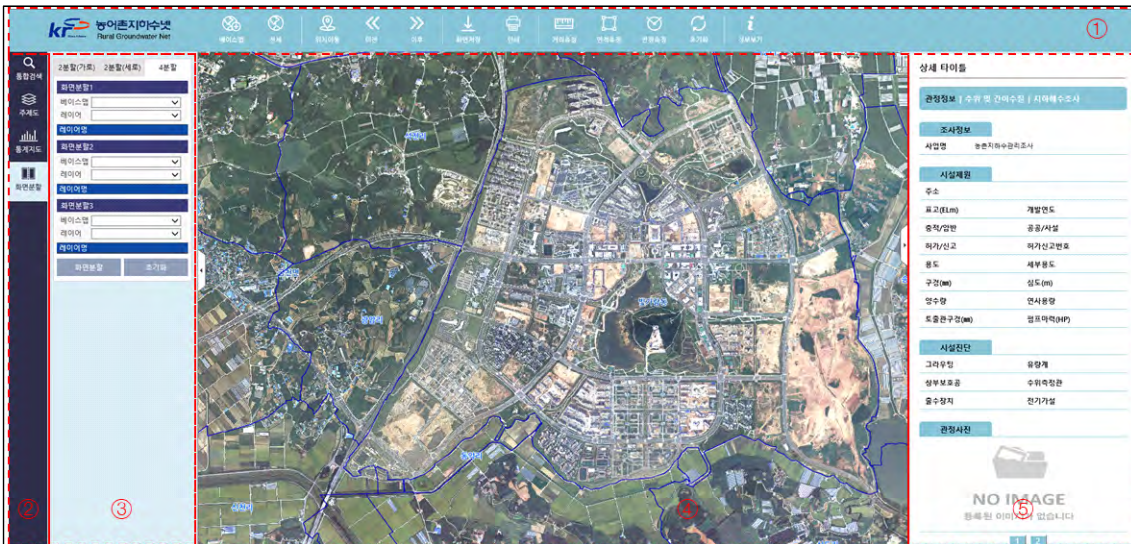 kr 농어촌지하수넷
Rural Groundwater Net
베이스맵 전체 위치이동 이전 이후 화면저장 인쇄 거리측정 면적측정 반경측정 초기화 정보보기
①
통합검색
주제도
통계지도
화면분할
②
2분할(가로) 2분할(세로) 4분할
화면분할1
베이스맵
레이어
레이어명
화면분할2
베이스맵
레이어
레이어명
화면분할3
베이스맵
레이어
레이어명
화면분할 초기화
③
빛가람동
④
상세 타이틀
관정정보 | 수위 및 간이수질 | 지하해수조사
조사정보
사업명 농촌지하수관리조사
시설제원
주소
표고(ELm) 개발연도
충적/암반 공공/사설
허가/신고 허가신고번호
용도 세부용도
구경(㎜) 심도(m)
양수량 연사용량
토출관구경(㎜) 펌프마력(HP)
시설진단
그라우팅 유량계
상부보호공 수위측정관
출수장치 전기가설
관정사진
NO IMAGE
등록된 이미지가 없습니다
⑤
1 2